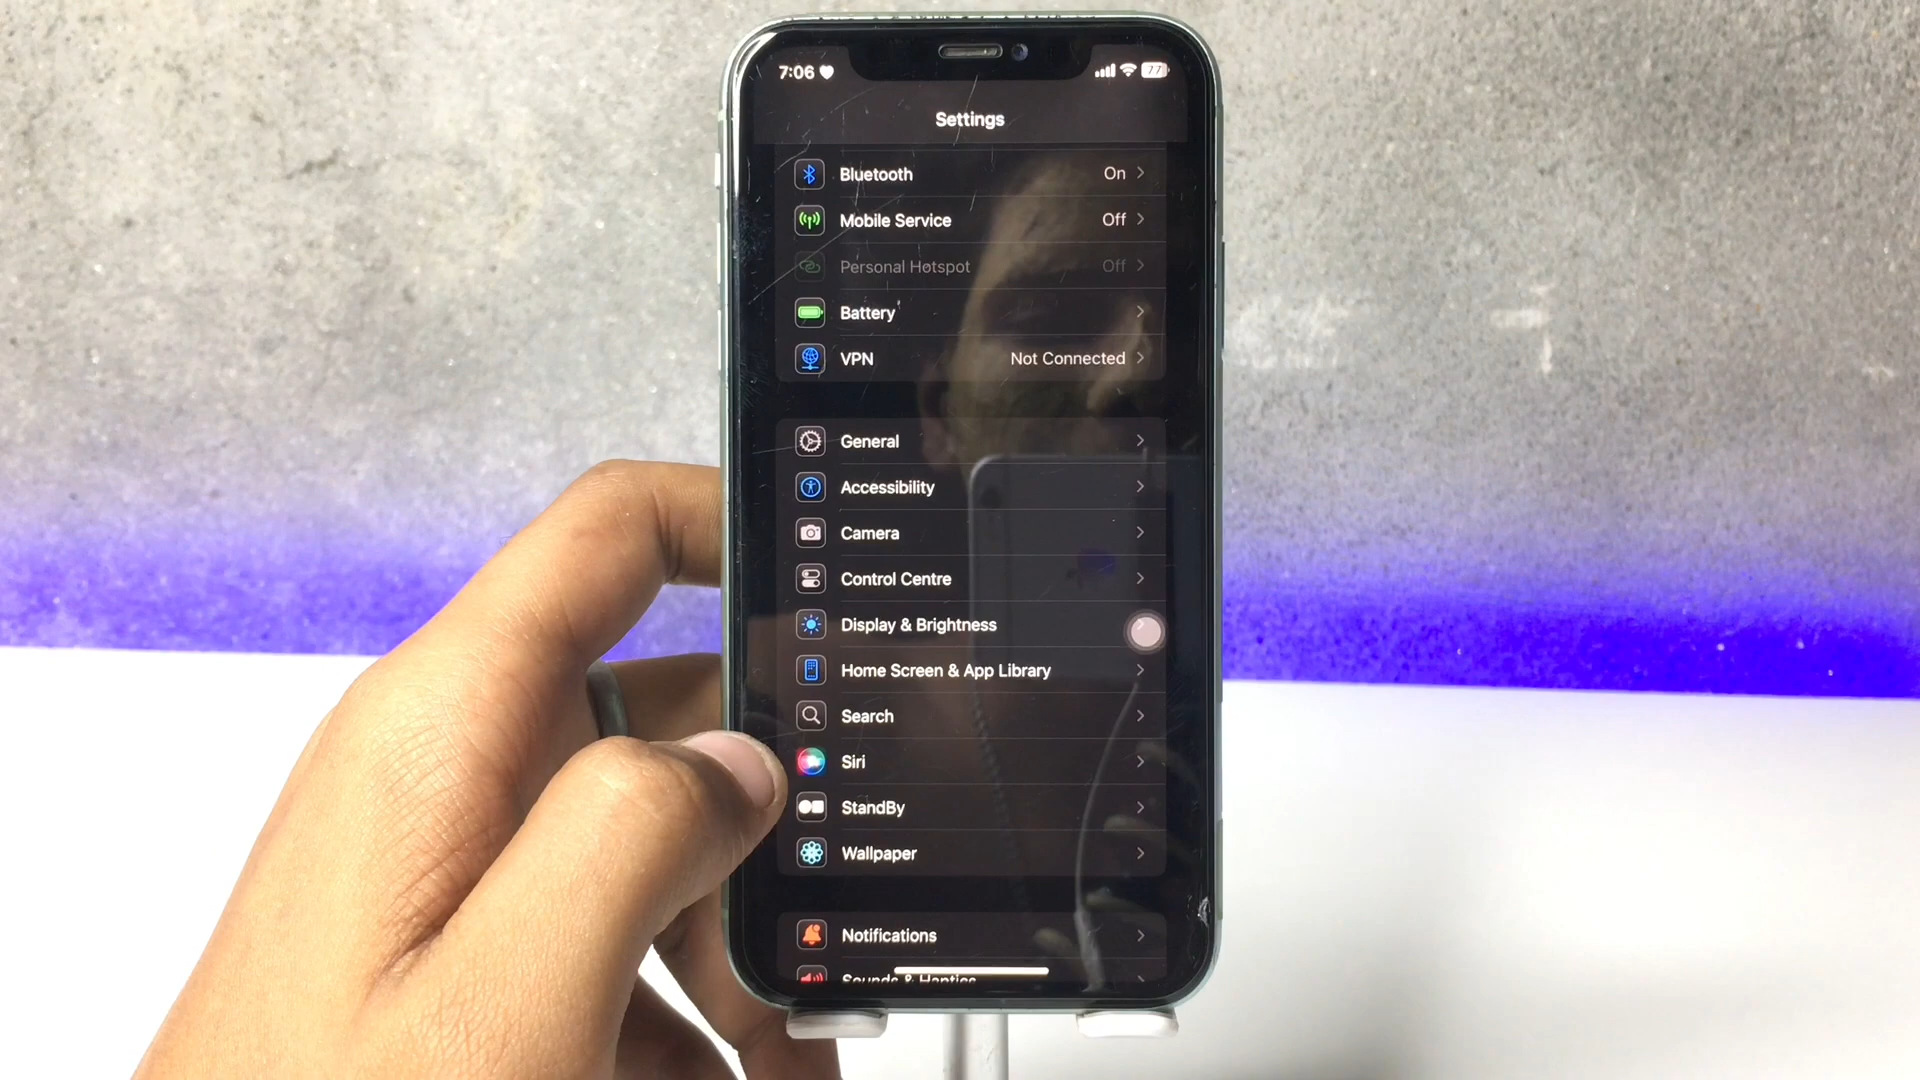 7:06
77
Settings
Bluetooth On
Mobile Service Off
Personal Hotspot Off
Battery
VPN Not Connected
General
Accessibility
Camera
Control Centre
Display & Brightness
Home Screen & App Library
Search
Siri
StandBy
Wallpaper
Notifications
Sounds & Haptics